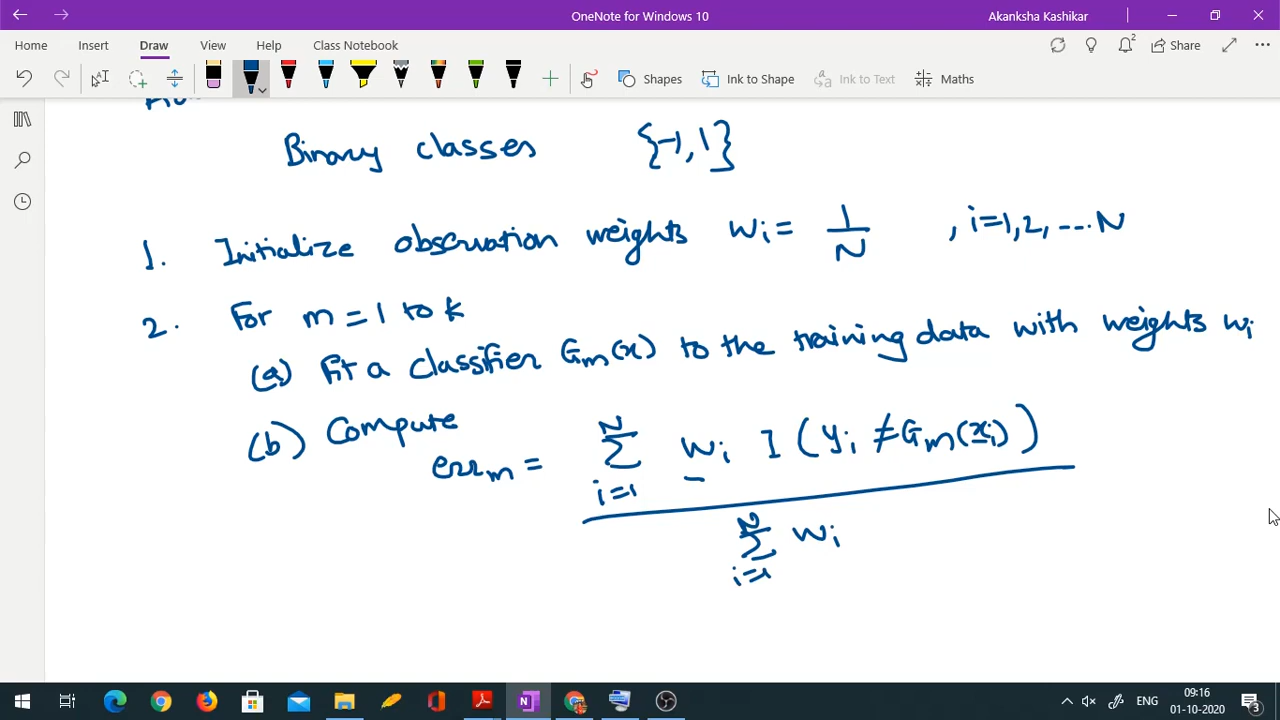 OneNote for Windows 10
Akanksha Kashikar
Home Insert Draw View Help Class Notebook
Share
Shapes Ink to Shape Ink to Text Maths
Binary classes {-1,1}
1. Initialize observation weights wi = 1/N , i=1,2,....N
2. For m = 1 to k
(a) Fit a classifier Gm(x) to the training data with weights wi
(b) Compute
errm = Σ i=1 N wi I (yi ≠ Gm(xi)) / Σ i=1 N wi
ENG
09:16
01-10-2020
3